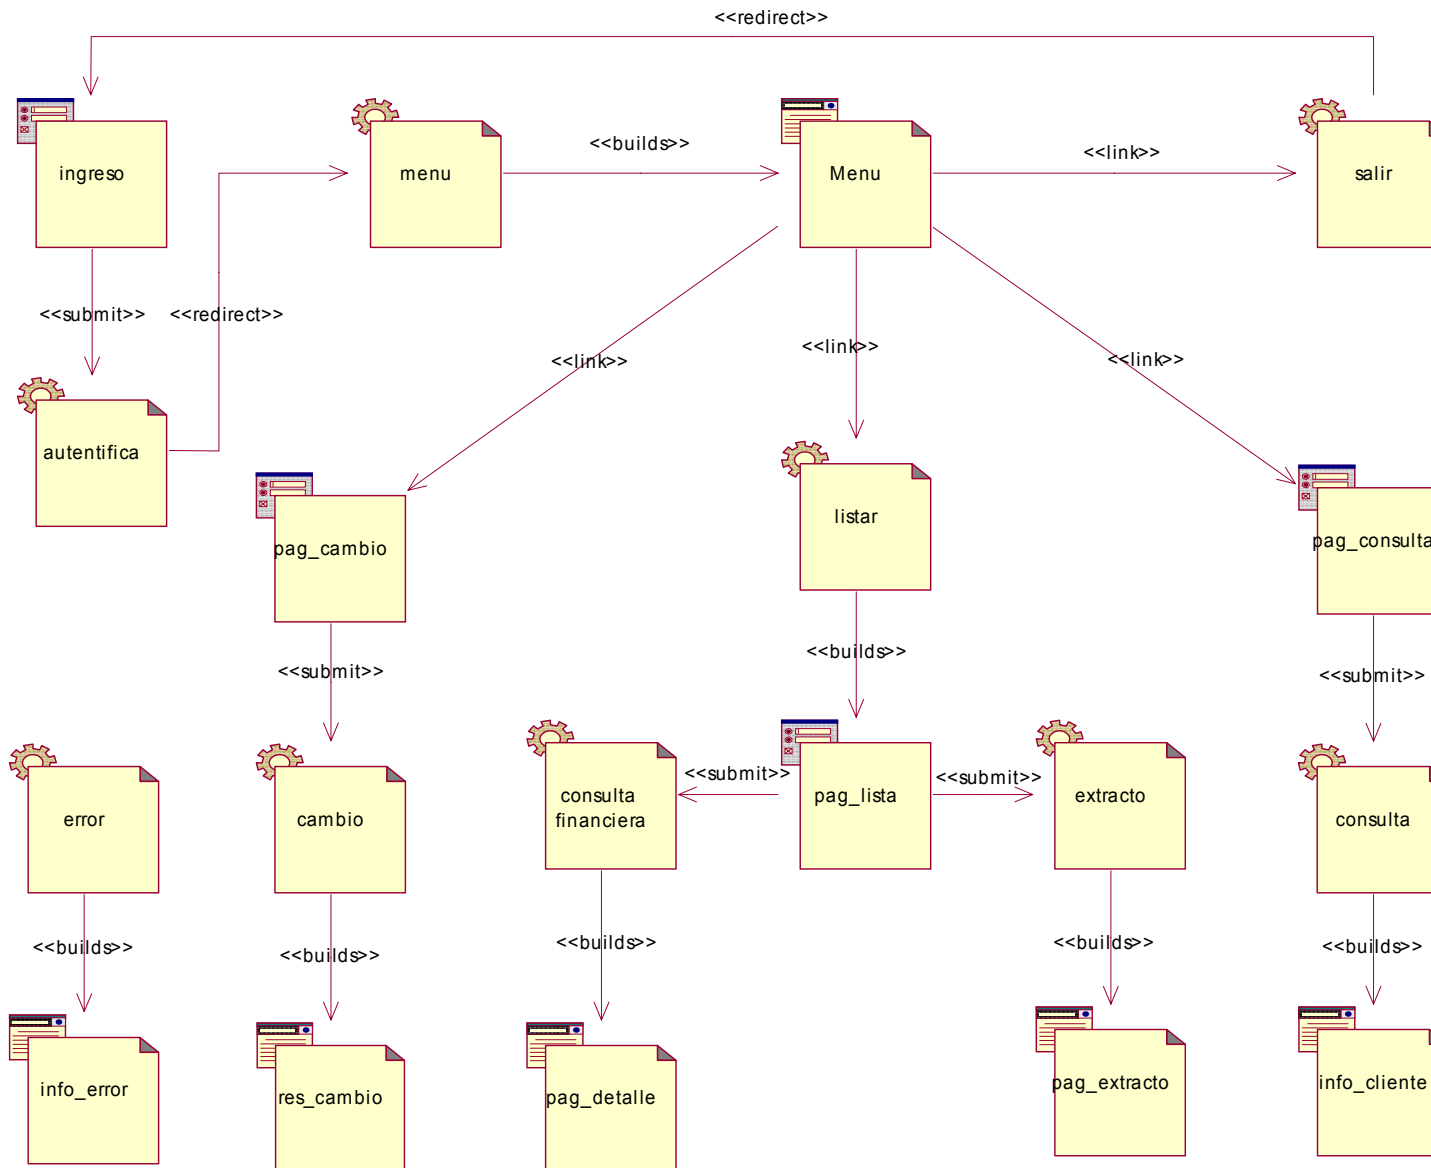 <<redirect>>
ingreso
menu
<<builds>>
Menu
<<link>>
salir
<<submit>>
<<redirect>>
<<link>>
<<link>>
<<link>>
autentifica
pag_cambio
listar
pag_consulta
<<submit>>
<<builds>>
<<submit>>
error
cambio
consulta
financiera
<<submit>>
pag_lista
<<submit>>
extracto
consulta
<<builds>>
<<builds>>
<<builds>>
<<builds>>
<<builds>>
info_error
res_cambio
pag_detalle
pag_extracto
info_cliente